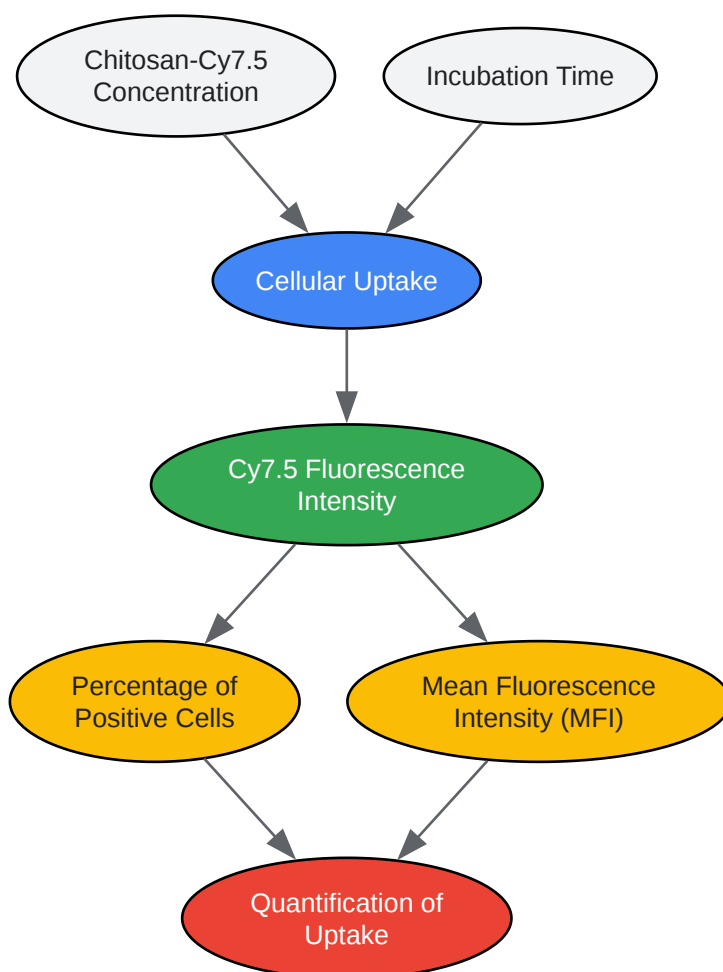 Chitosan-Cy7.5
Concentration
Incubation Time
Cellular Uptake
Cy7.5 Fluorescence
Intensity
Percentage of
Positive Cells
Mean Fluorescence
Intensity (MFI)
Quantification of
Uptake